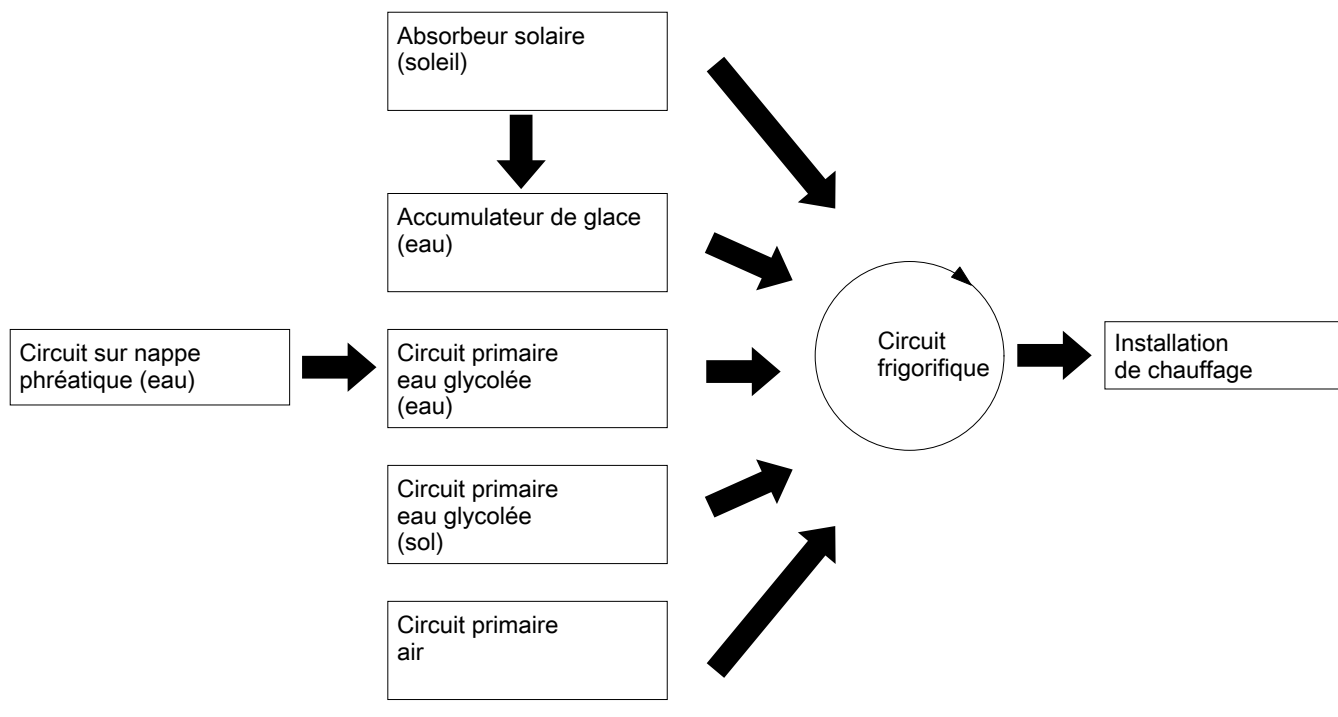 Absorbeur solaire
(soleil)
Accumulateur de glace
(eau)
Circuit sur nappe
phréatique (eau)
Circuit primaire
eau glycolée
(eau)
Circuit
frigorifique
Installation
de chauffage
Circuit primaire
eau glycolée
(sol)
Circuit primaire
air